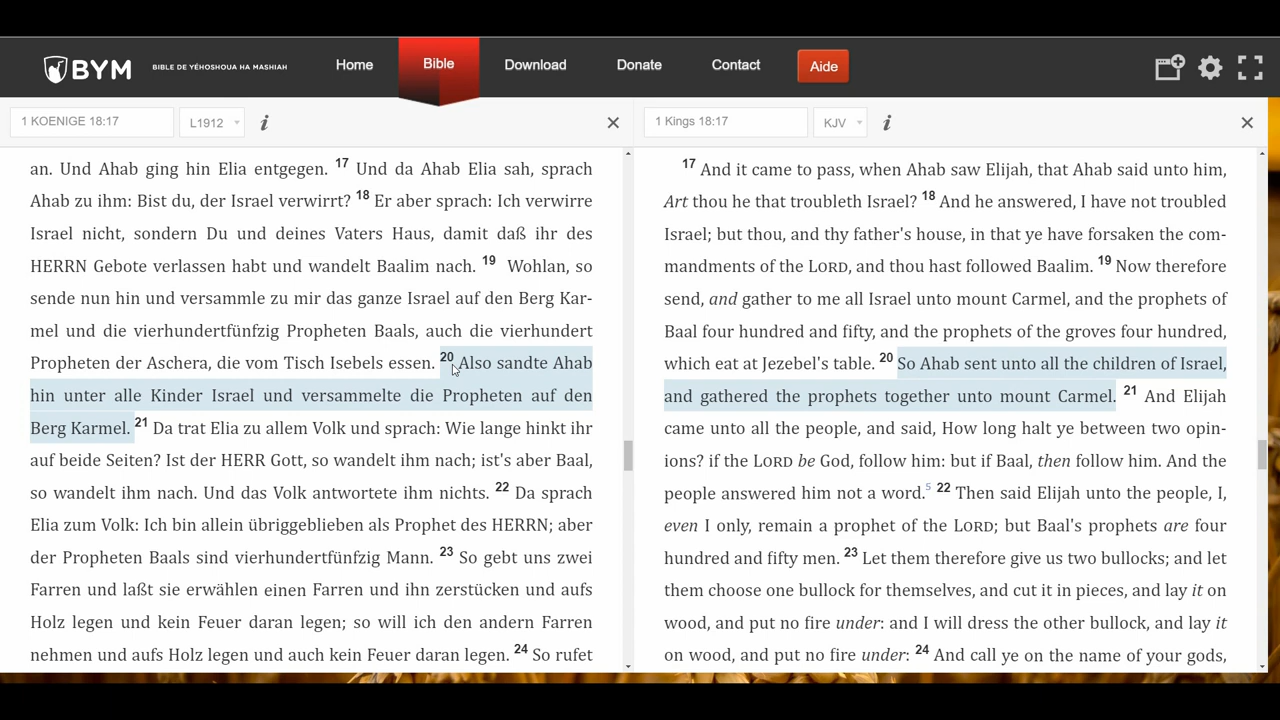 BYM BIBLE DE YÉHOSHOUA HA MASHIAH Home Bible Download Donate Contact Aide
1 KOENIGE 18:17 L1912 i
an. Und Ahab ging hin Elia entgegen. 17 Und da Ahab Elia sah, sprach
Ahab zu ihm: Bist du, der Israel verwirrt? 18 Er aber sprach: Ich verwirre
Israel nicht, sondern Du und deines Vaters Haus, damit daß ihr des
HERRN Gebote verlassen habt und wandelt Baalim nach. 19 Wohlan, so
sende nun hin und versammle zu mir das ganze Israel auf den Berg Kar-
mel und die vierhundertfünfzig Propheten Baals, auch die vierhundert
Propheten der Aschera, die vom Tisch Isebels essen. 20 Also sandte Ahab
hin unter alle Kinder Israel und versammelte die Propheten auf den
Berg Karmel. 21 Da trat Elia zu allem Volk und sprach: Wie lange hinkt ihr
auf beide Seiten? Ist der HERR Gott, so wandelt ihm nach; ist's aber Baal,
so wandelt ihm nach. Und das Volk antwortete ihm nichts. 22 Da sprach
Elia zum Volk: Ich bin allein übriggeblieben als Prophet des HERRN; aber
der Propheten Baals sind vierhundertfünfzig Mann. 23 So gebt uns zwei
Farren und laßt sie erwählen einen Farren und ihn zerstücken und aufs
Holz legen und kein Feuer daran legen; so will ich den andern Farren
nehmen und aufs Holz legen und auch kein Feuer daran legen. 24 So rufet
1 Kings 18:17 KJV i
17 And it came to pass, when Ahab saw Elijah, that Ahab said unto him,
Art thou he that troubleth Israel? 18 And he answered, I have not troubled
Israel; but thou, and thy father's house, in that ye have forsaken the com-
mandments of the LORD, and thou hast followed Baalim. 19 Now therefore
send, and gather to me all Israel unto mount Carmel, and the prophets of
Baal four hundred and fifty, and the prophets of the groves four hundred,
which eat at Jezebel's table. 20 So Ahab sent unto all the children of Israel,
and gathered the prophets together unto mount Carmel. 21 And Elijah
came unto all the people, and said, How long halt ye between two opin-
ions? if the LORD be God, follow him: but if Baal, then follow him. And the
people answered him not a word.5 22 Then said Elijah unto the people, I,
even I only, remain a prophet of the LORD; but Baal's prophets are four
hundred and fifty men. 23 Let them therefore give us two bullocks; and let
them choose one bullock for themselves, and cut it in pieces, and lay it on
wood, and put no fire under: and I will dress the other bullock, and lay it
on wood, and put no fire under: 24 And call ye on the name of your gods,